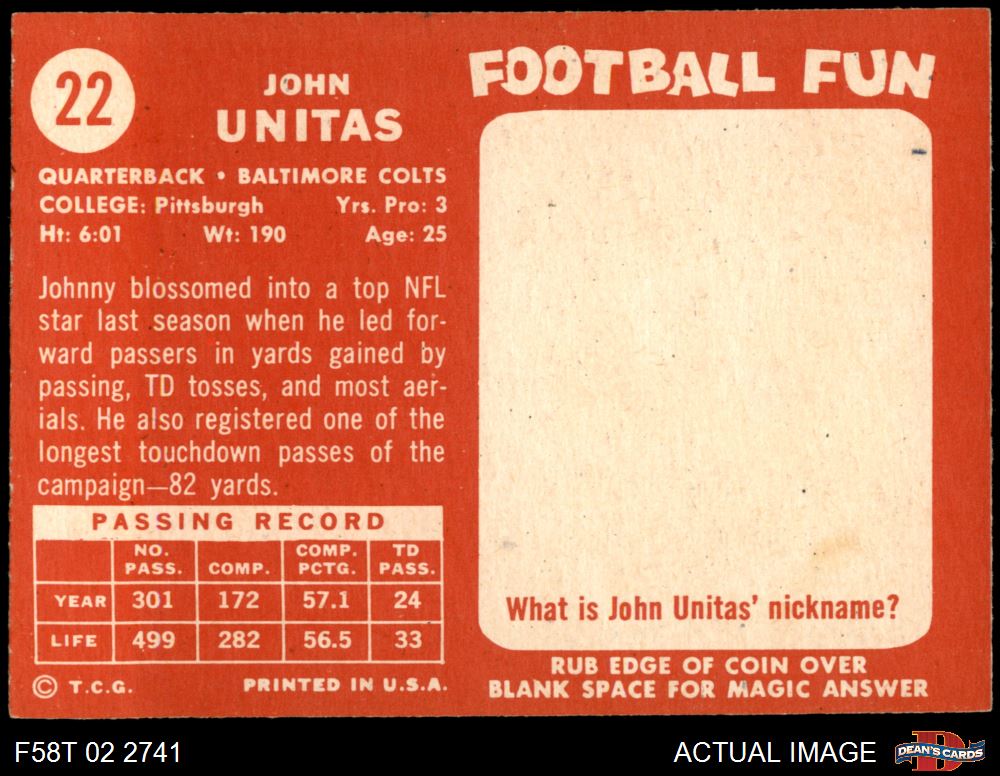 22
JOHN
UNITAS
QUARTERBACK • BALTIMORE COLTS
COLLEGE: Pittsburgh Yrs. Pro: 3
Ht: 6:01 Wt: 190 Age: 25
Johnny blossomed into a top NFL
star last season when he led for-
ward passers in yards gained by
passing, TD tosses, and most aer-
ials. He also registered one of the
longest touchdown passes of the
campaign—82 yards.
PASSING RECORD
NO. PASS. COMP. COMP. PCTG. TD PASS.
YEAR 301 172 57.1 24
LIFE 499 282 56.5 33
© T.C.G. PRINTED IN U.S.A.
FOOTBALL FUN
What is John Unitas' nickname?
RUB EDGE OF COIN OVER
BLANK SPACE FOR MAGIC ANSWER
F58T 02 2741
ACTUAL IMAGE
D
DEAN'S CARDS